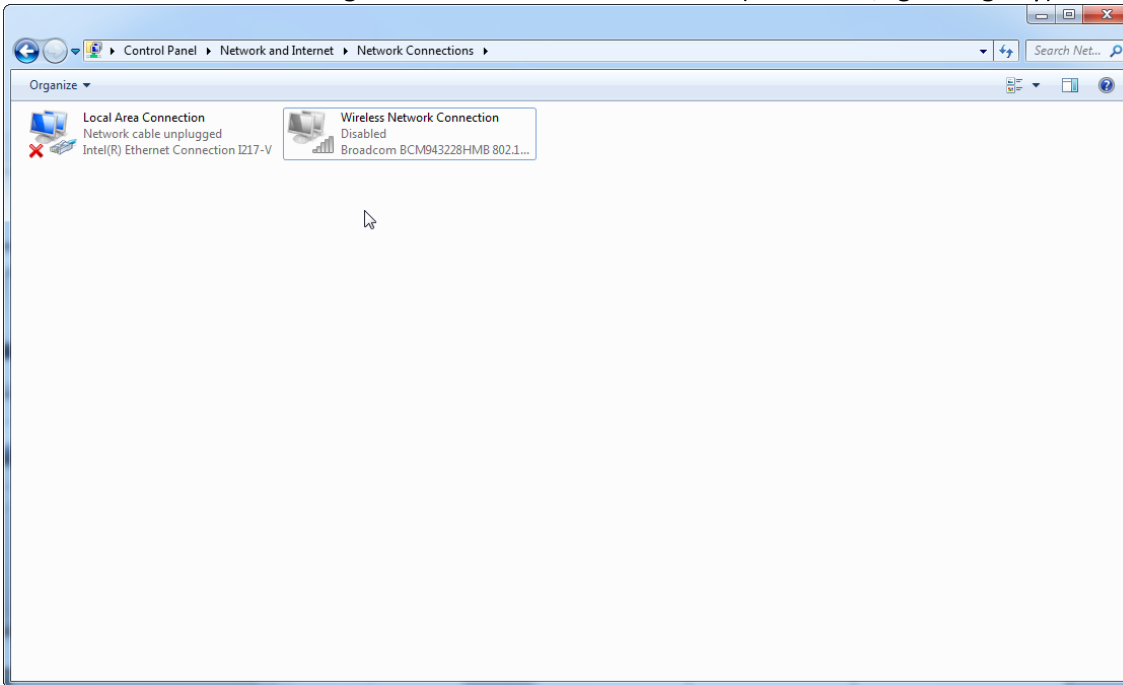 Control Panel Network and Internet Network Connections
Search Net...
Organize
Local Area Connection
Network cable unplugged
Intel(R) Ethernet Connection I217-V
Wireless Network Connection
Disabled
Broadcom BCM943228HMB 802.1...